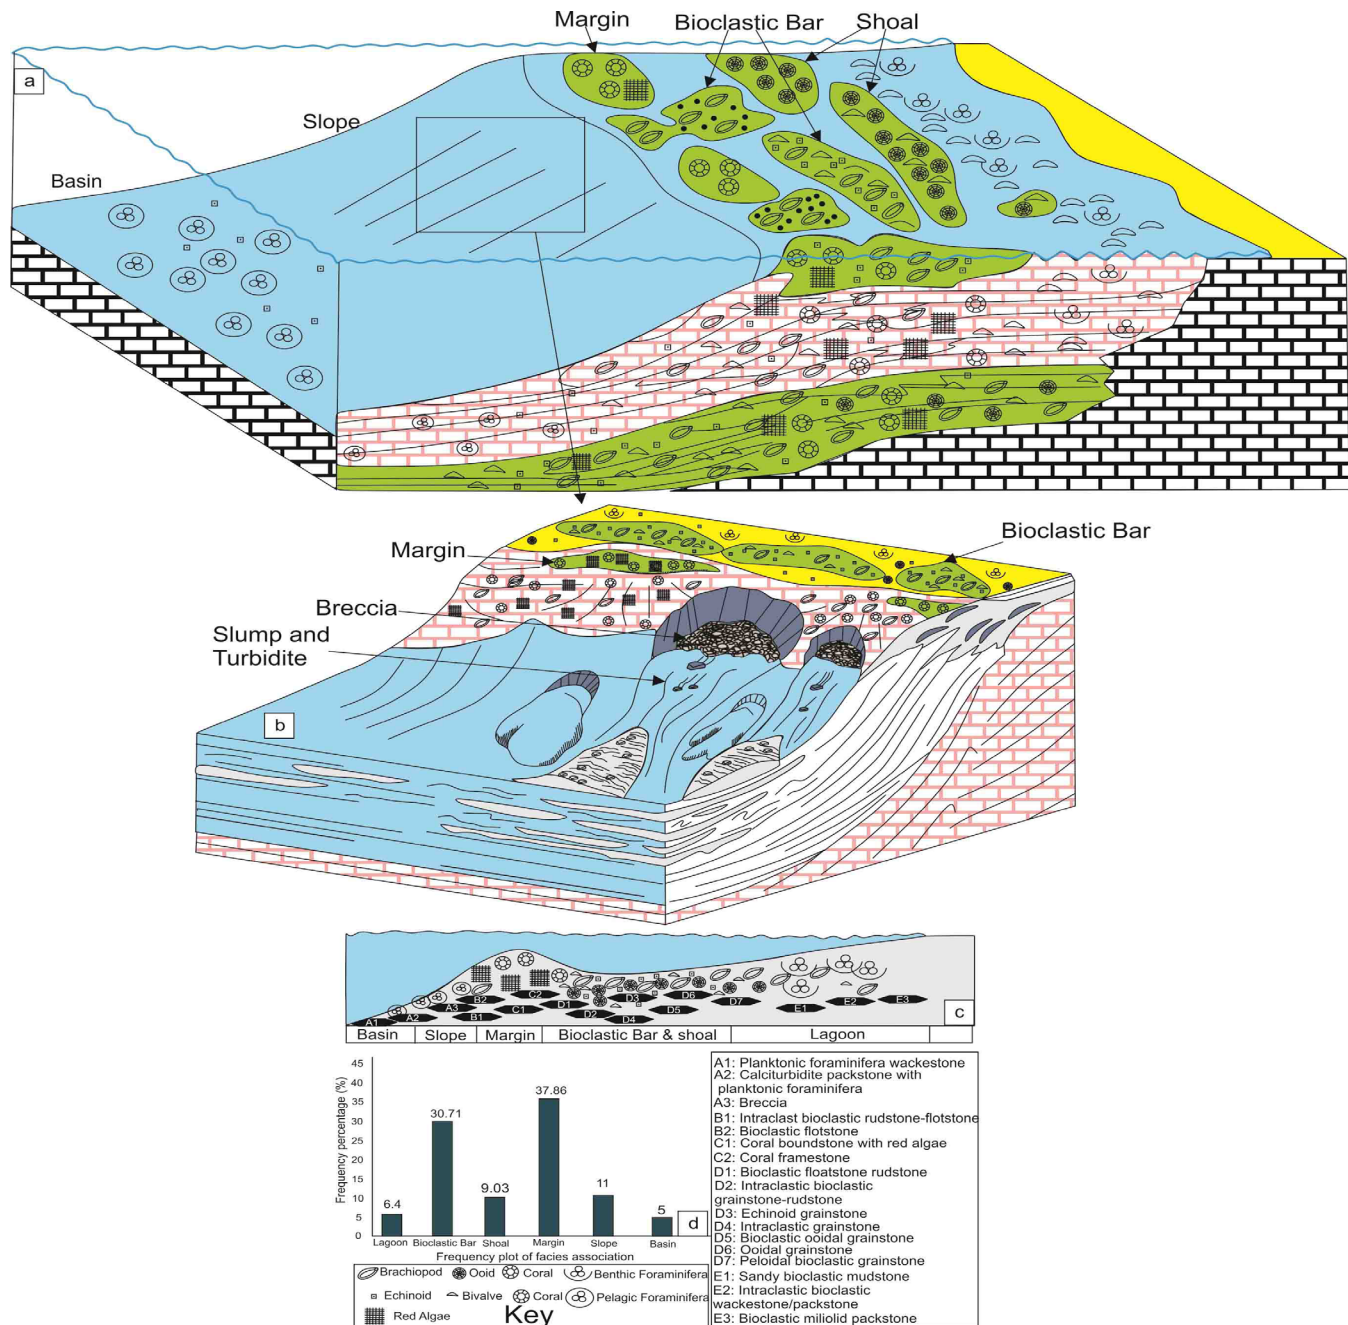 Margin
Bioclastic Bar
Shoal
a
Slope
Basin
Bioclastic Bar
Margin
Breccia
Slump and
Turbidite
b
C2
D3
D6
B2
D1
D7
E2
E3
A3
C1
D5
E1
A1
A2
B1
D2
D4
c
Basin
Slope
Margin
Bioclastic Bar & shoal
Lagoon
Frequency percentage (%)
45
40
35
30
25
20
15
10
5
0
6.4
30.71
9.03
37.86
11
5
d
Lagoon
Bioclastic Bar
Shoal
Margin
Slope
Basin
Frequency plot of facies association
Brachiopod
Ooid
Coral
Benthic Foraminifera
Echinoid
Bivalve
Coral
Pelagic Foraminifera
Red Algae
Key
A1: Planktonic foraminifera wackestone
A2: Calciturbidite packstone with
planktonic foraminifera
A3: Breccia
B1: Intraclast bioclastic rudstone-flotstone
B2: Bioclastic flotstone
C1: Coral boundstone with red algae
C2: Coral framestone
D1: Bioclastic floatstone rudstone
D2: Intraclastic bioclastic
grainstone-rudstone
D3: Echinoid grainstone
D4: Intraclastic grainstone
D5: Bioclastic ooidal grainstone
D6: Ooidal grainstone
D7: Peloidal bioclastic grainstone
E1: Sandy bioclastic mudstone
E2: Intraclastic bioclastic
wackestone/packstone
E3: Bioclastic miliolid packstone